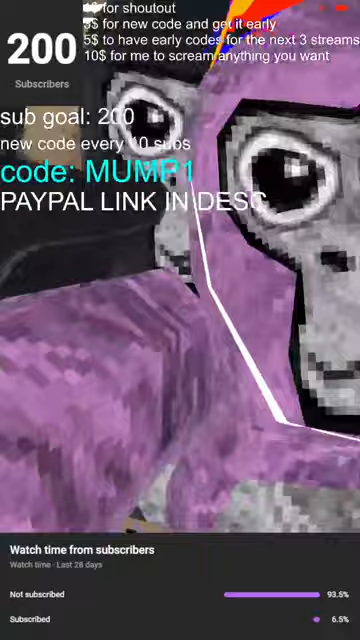 200
Subscribers
for shoutout
5$ for new code and get it early
5$ to have early codes for the next 3 streams
10$ for me to scream anything you want
sub goal: 200
new code every 10 subs
code: MUMP1
PAYPAL LINK IN DESC
Watch time from subscribers
Watch time · Last 28 days
Not subscribed 93.5%
Subscribed 6.5%